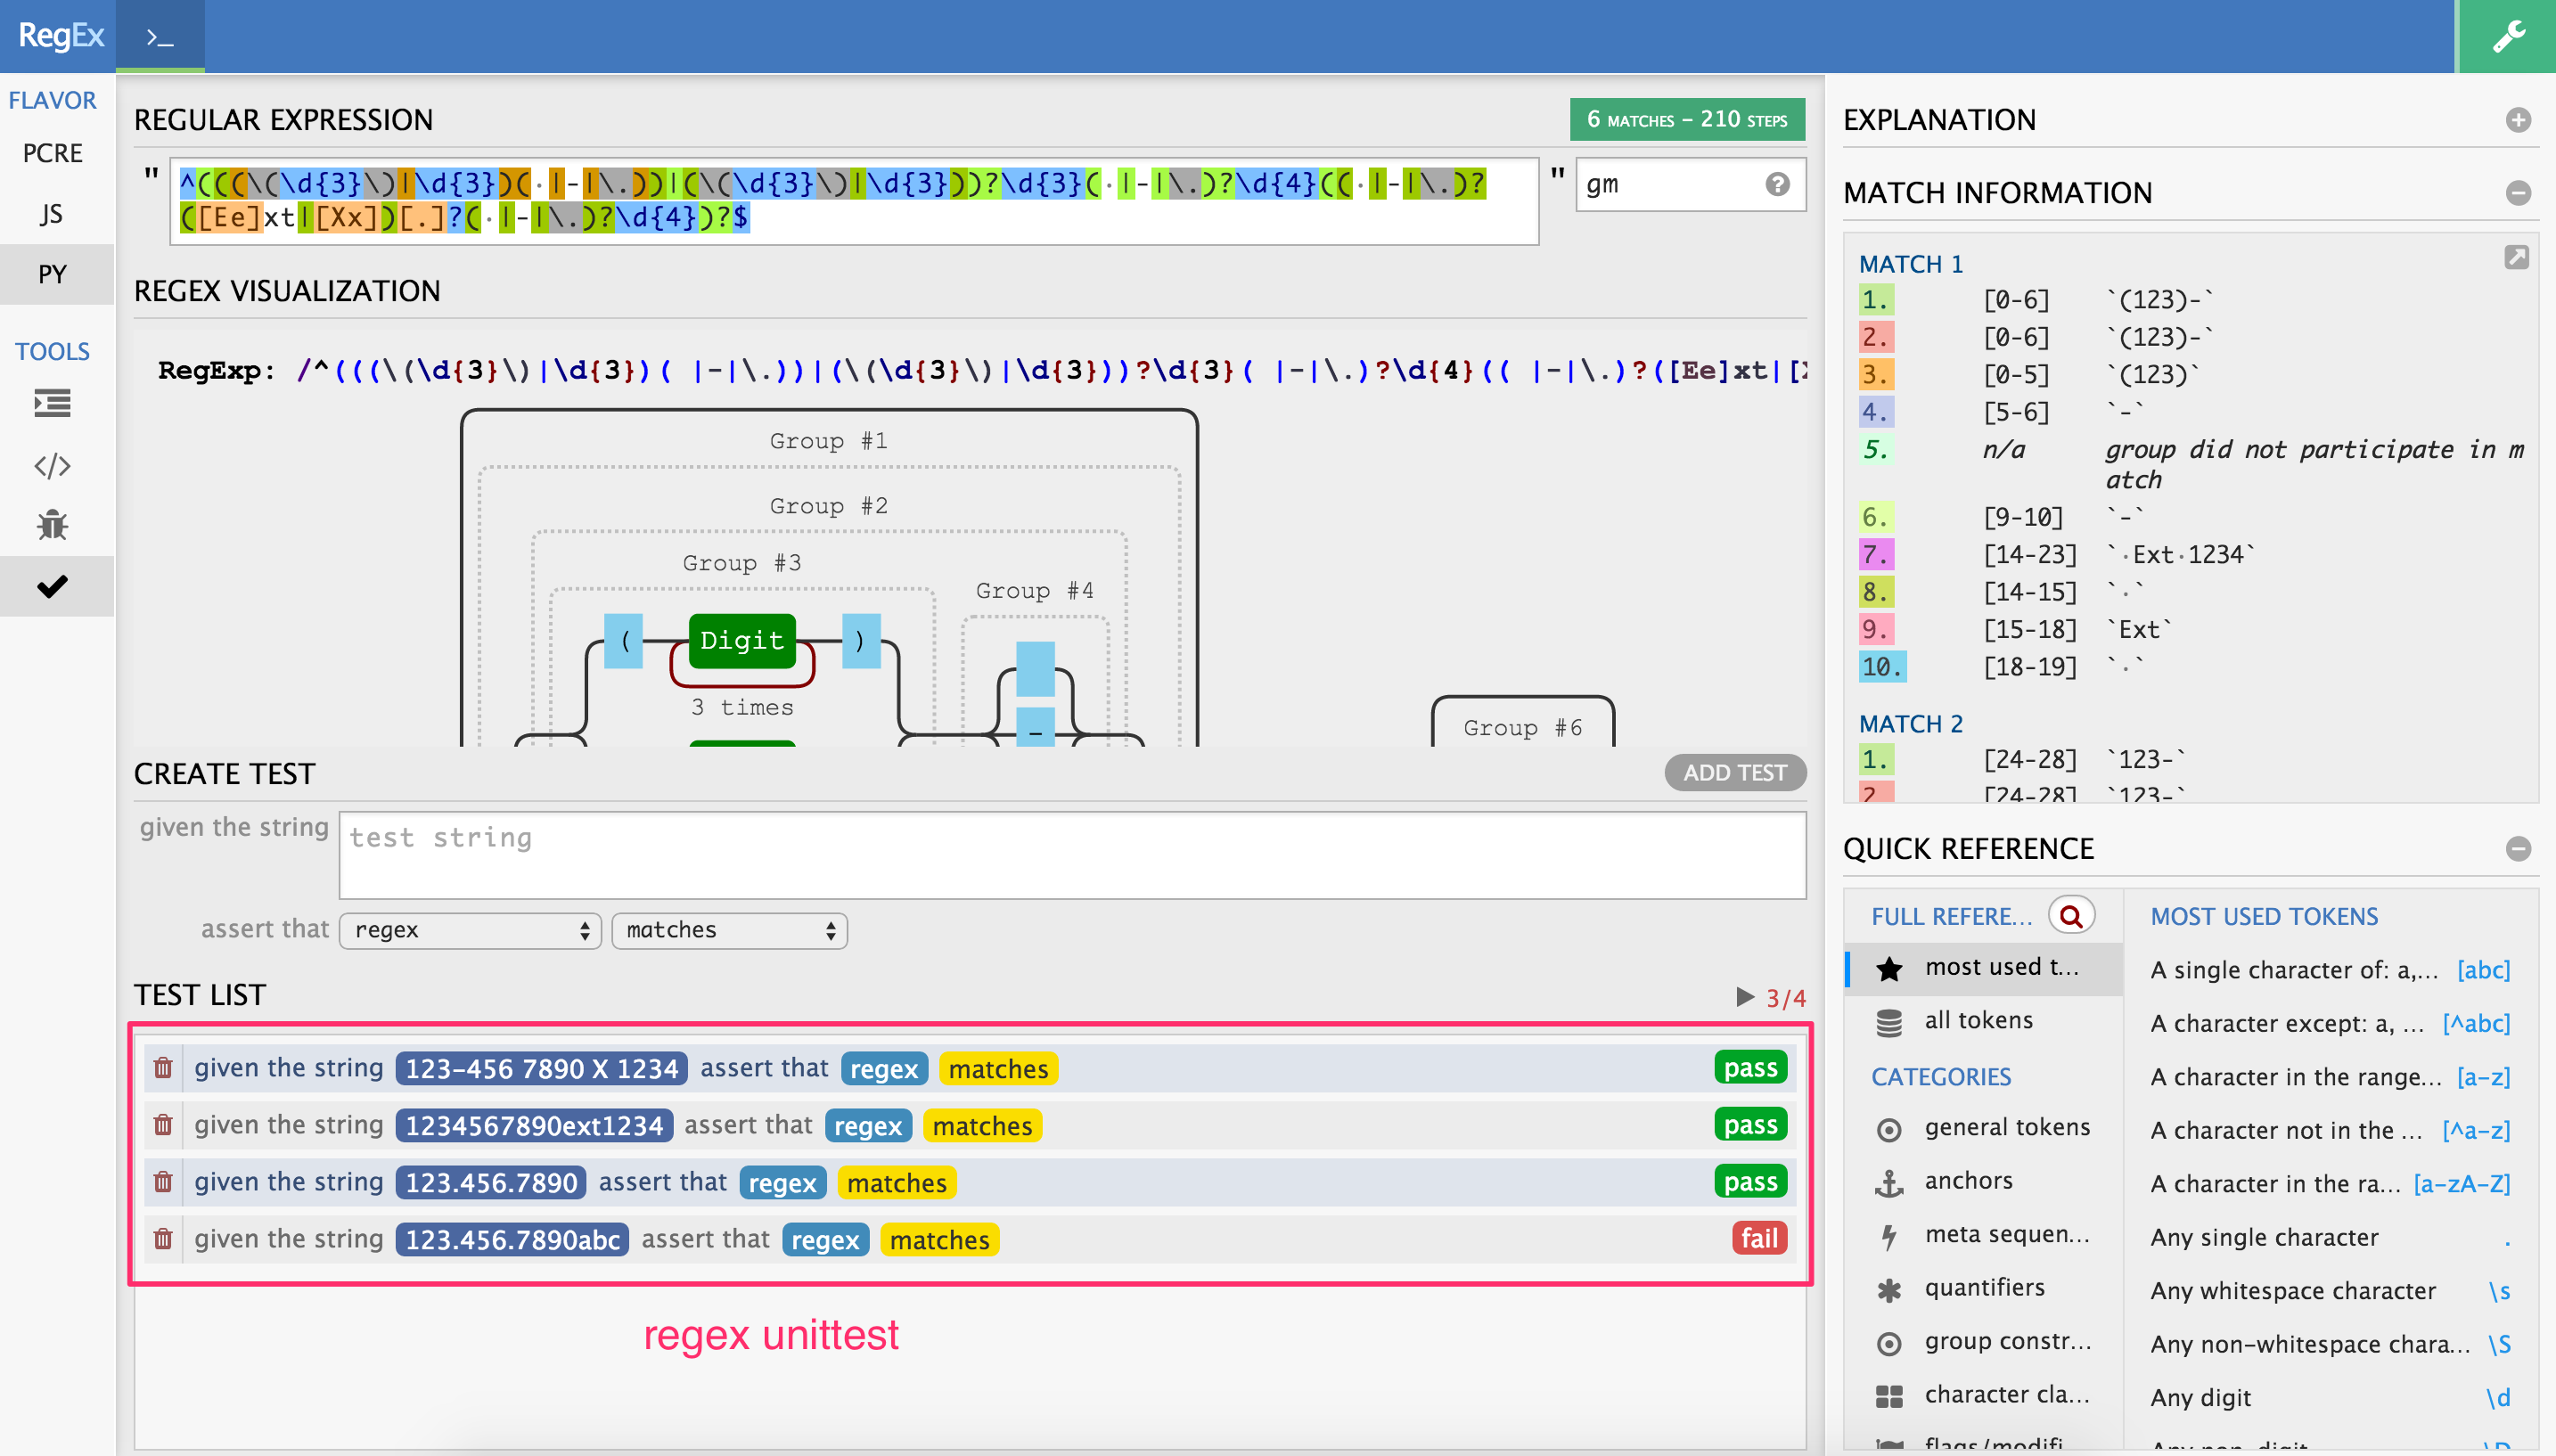 RegEx >_
FLAVOR
PCRE
JS
PY
TOOLS
</>
REGULAR EXPRESSION
6 MATCHES – 210 STEPS
" ^(((\(\d{3}\)|\d{3})(·|-|\.))|(\(\d{3}\)|\d{3}))?\d{3}(·|-|\.)?\d{4}((·|-|\.)? " gm
([Ee]xt|[Xx])[.]?(·|-|\.)?\d{4})?$
REGEX VISUALIZATION
RegExp: /^(((\(\d{3}\)|\d{3})( |-|\.))|(\(\d{3}\)|\d{3}))?\d{3}( |-|\.)?\d{4}(( |-|\.)?([Ee]xt|[X
Group #1
Group #2
Group #3
Group #4
( Digit )
3 times
-
Group #6
CREATE TEST
ADD TEST
given the string
test string
assert that
regex
matches
TEST LIST
3/4
given the string 123-456 7890 X 1234 assert that regex matches pass
given the string 1234567890ext1234 assert that regex matches pass
given the string 123.456.7890 assert that regex matches pass
given the string 123.456.7890abc assert that regex matches fail
regex unittest
EXPLANATION
MATCH INFORMATION
MATCH 1
1. [0-6] `(123)-`
2. [0-6] `(123)-`
3. [0-5] `(123)`
4. [5-6] `-`
5. n/a group did not participate in m
atch
6. [9-10] `-`
7. [14-23] `·Ext·1234`
8. [14-15] `·`
9. [15-18] `Ext`
10. [18-19] `·`
MATCH 2
1. [24-28] `123-`
2. [24-28] `123-`
QUICK REFERENCE
FULL REFERE...
most used t...
all tokens
CATEGORIES
general tokens
anchors
meta sequen...
quantifiers
group constr...
character cla...
flags/modifi
MOST USED TOKENS
A single character of: a,... [abc]
A character except: a, ... [^abc]
A character in the range... [a-z]
A character not in the ... [^a-z]
A character in the ra... [a-zA-Z]
Any single character .
Any whitespace character \s
Any non-whitespace chara... \S
Any digit \d
Any non-digit \D